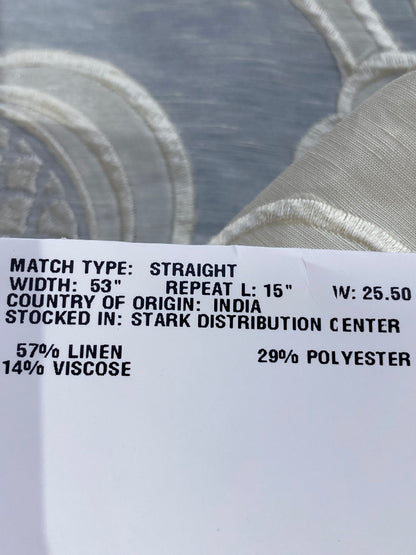 MATCH TYPE: STRAIGHT
WIDTH: 53" REPEAT L: 15" W: 25.50
COUNTRY OF ORIGIN: INDIA
STOCKED IN: STARK DISTRIBUTION CENTER
57% LINEN 29% POLYESTER
14% VISCOSE